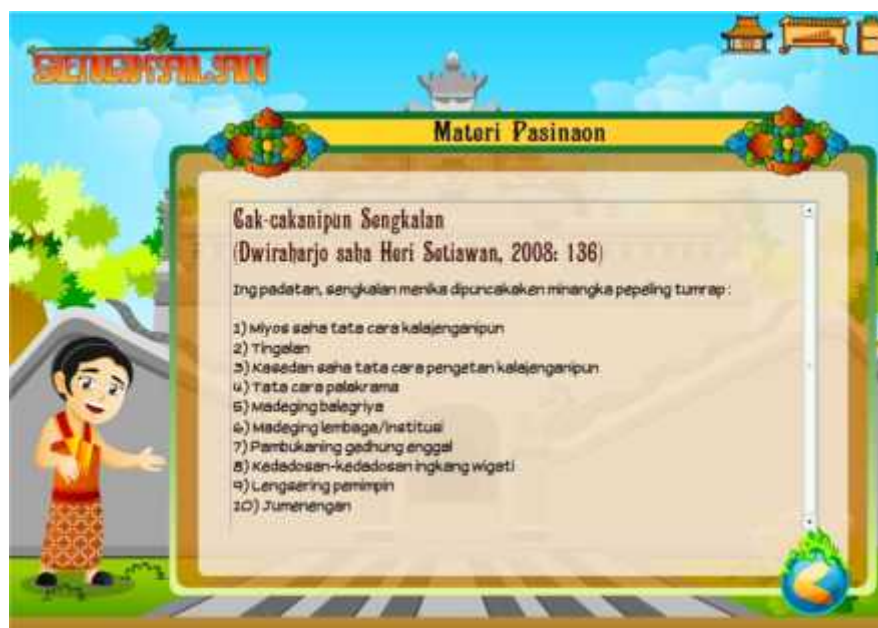 SENGKALAN
Materi Pasinaon
Cak-cakanipun Sengkalan
(Dwiraharjo saha Heri Setiawan, 2008: 136)
Ing padatan, sengkalan menika dipuncakaken minangka pepeling tumrap :
1) Miyos saha tata cara kalajenganipun
2) Tingalan
3) Kasedan saha tata cara pengetan kalajenganipun
4) Tata cara palakrama
5) Madeging balegriya
6) Madeging lembaga/institusi
7) Pambukaning gedhung enggal
8) Kedadosan-kedadosan ingkang wigati
9) Lengsering pemimpin
10) Jumenengan